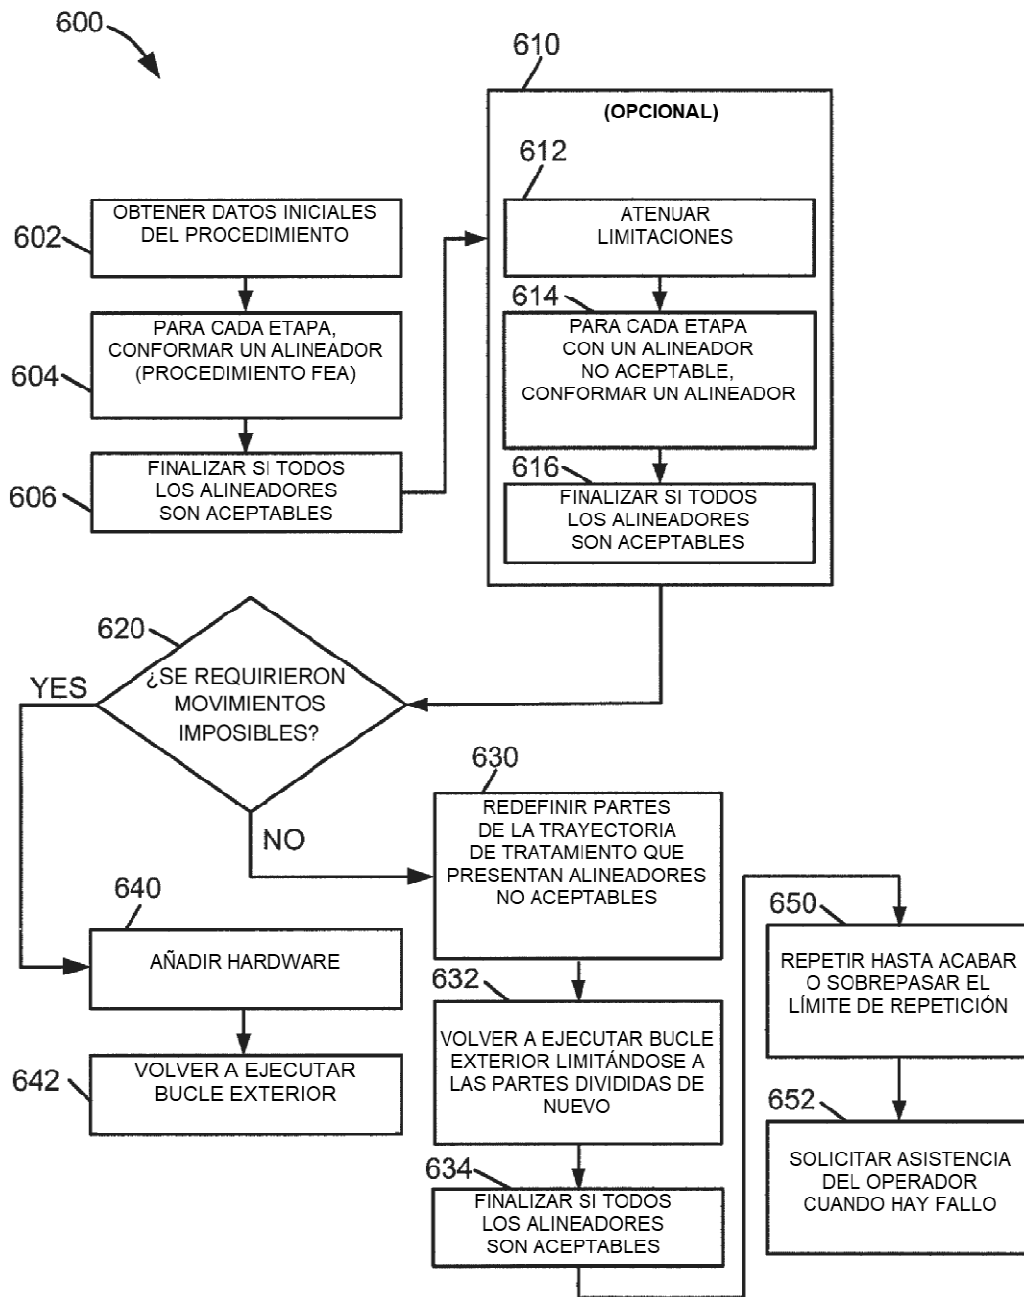 600
602
OBTENER DATOS INICIALES
DEL PROCEDIMIENTO
604
PARA CADA ETAPA,
CONFORMAR UN ALINEADOR
(PROCEDIMIENTO FEA)
606
FINALIZAR SI TODOS
LOS ALINEADORES
SON ACEPTABLES
610
(OPCIONAL)
612
ATENUAR
LIMITACIONES
614
PARA CADA ETAPA
CON UN ALINEADOR
NO ACEPTABLE,
CONFORMAR UN ALINEADOR
616
FINALIZAR SI TODOS
LOS ALINEADORES
SON ACEPTABLES
620
¿SE REQUIRIERON
MOVIMIENTOS
IMPOSIBLES?
YES
NO
640
AÑADIR HARDWARE
642
VOLVER A EJECUTAR
BUCLE EXTERIOR
630
REDEFINIR PARTES
DE LA TRAYECTORIA
DE TRATAMIENTO QUE
PRESENTAN ALINEADORES
NO ACEPTABLES
632
VOLVER A EJECUTAR BUCLE
EXTERIOR LIMITÁNDOSE A
LAS PARTES DIVIDIDAS DE
NUEVO
634
FINALIZAR SI TODOS
LOS ALINEADORES
SON ACEPTABLES
650
REPETIR HASTA ACABAR
O SOBREPASAR EL
LÍMITE DE REPETICIÓN
652
SOLICITAR ASISTENCIA
DEL OPERADOR
CUANDO HAY FALLO